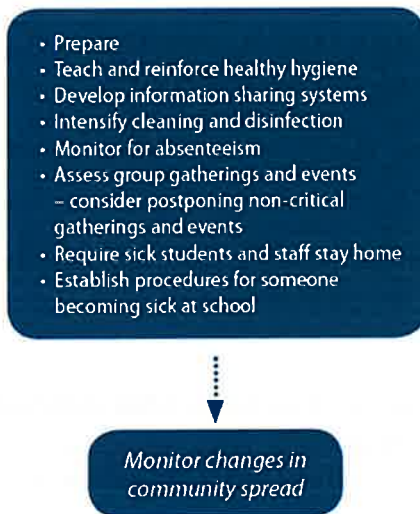 • Prepare
• Teach and reinforce healthy hygiene
• Develop information sharing systems
• Intensify cleaning and disinfection
• Monitor for absenteeism
• Assess group gatherings and events
– consider postponing non-critical
gatherings and events
• Require sick students and staff stay home
• Establish procedures for someone
becoming sick at school
Monitor changes in
community spread